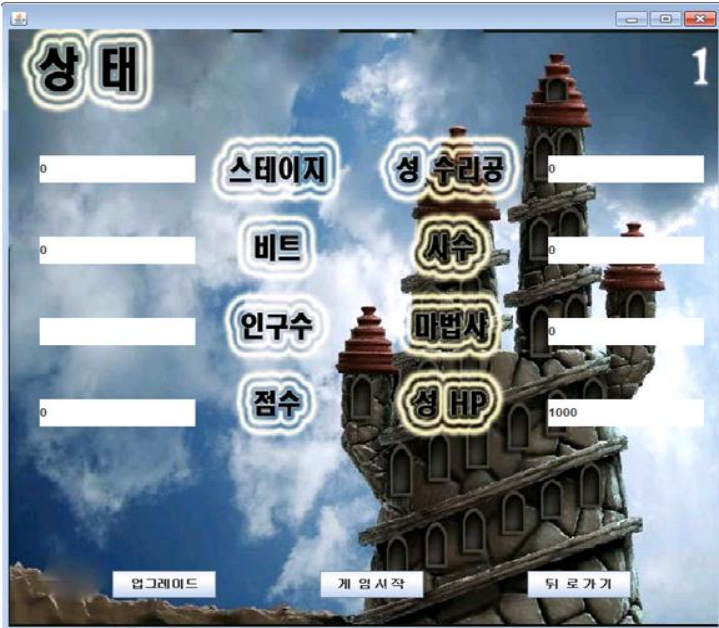 상 태 1
0 스테이지 성 수리공 0
0 비트 사수 0
인구수 마법사 0
0 점수 성 HP 1000
업그레이드 게임시작 뒤로가기